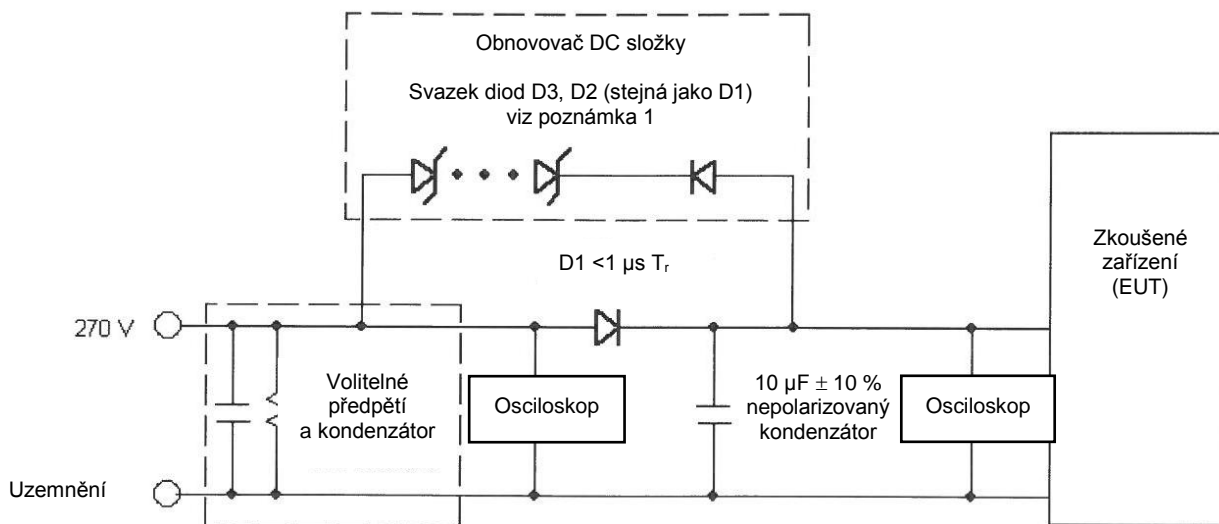 Obnovovač DC složky
Svazek diod D3, D2 (stejná jako D1)
viz poznámka 1
D1 <1 µs Tr
Zkoušené
zařízení
(EUT)
270 V
Volitelné
předpětí
a kondenzátor
Osciloskop
10 µF ± 10 %
nepolarizovaný
kondenzátor
Osciloskop
Uzemnění